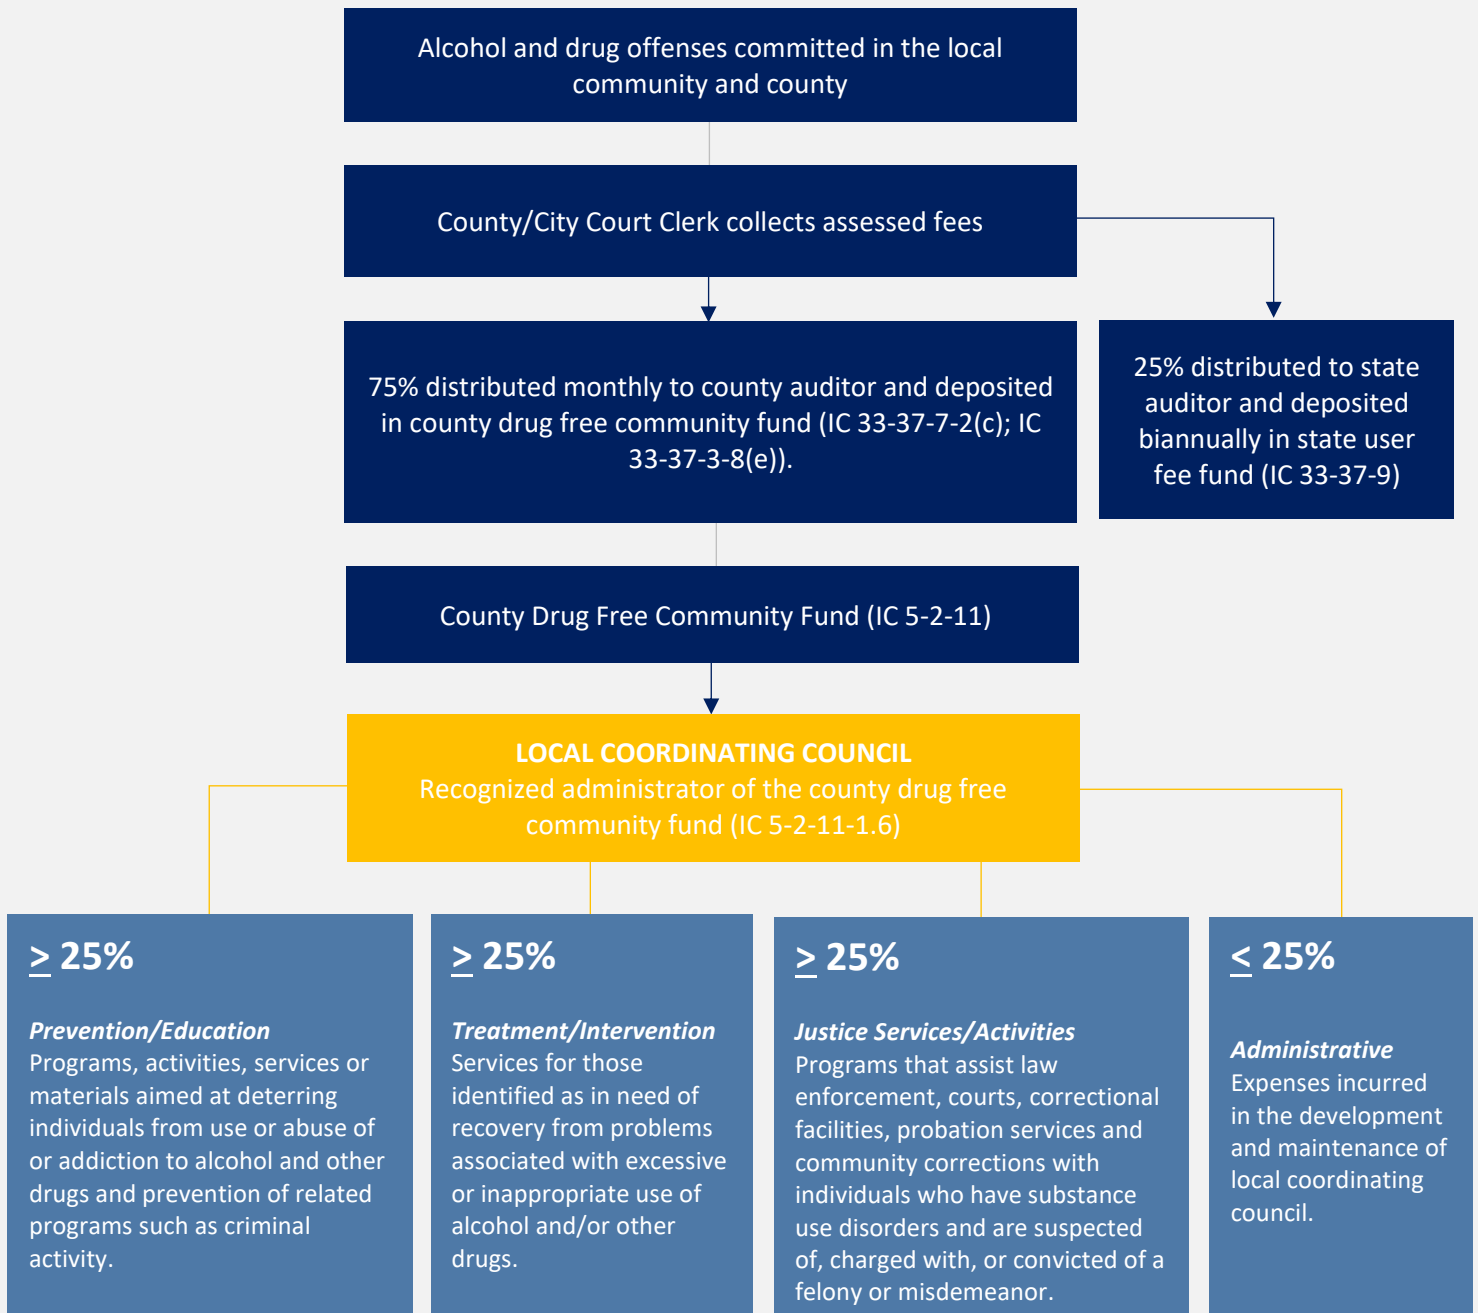 Alcohol and drug offenses committed in the local
community and county
County/City Court Clerk collects assessed fees
75% distributed monthly to county auditor and deposited
in county drug free community fund (IC 33-37-7-2(c); IC
33-37-3-8(e)).
25% distributed to state
auditor and deposited
biannually in state user
fee fund (IC 33-37-9)
County Drug Free Community Fund (IC 5-2-11)
LOCAL COORDINATING COUNCIL
Recognized administrator of the county drug free
community fund (IC 5-2-11-1.6)
≥ 25%
Prevention/Education
Programs, activities, services or
materials aimed at deterring
individuals from use or abuse of
or addiction to alcohol and other
drugs and prevention of related
programs such as criminal
activity.
≥ 25%
Treatment/Intervention
Services for those
identified as in need of
recovery from problems
associated with excessive
or inappropriate use of
alcohol and/or other
drugs.
≥ 25%
Justice Services/Activities
Programs that assist law
enforcement, courts, correctional
facilities, probation services and
community corrections with
individuals who have substance
use disorders and are suspected
of, charged with, or convicted of a
felony or misdemeanor.
≤ 25%
Administrative
Expenses incurred
in the development
and maintenance of
local coordinating
council.